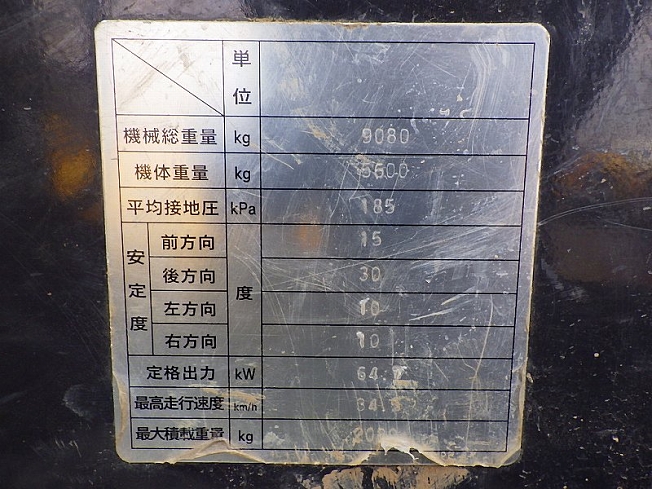 単位
機械総重量 kg 9080
機体重量 kg 5600
平均接地圧 kPa 185
安定度 前方向 度 15
後方向 30
左方向 10
右方向 10
定格出力 kW
最高走行速度 km/h
最大積載重量 kg